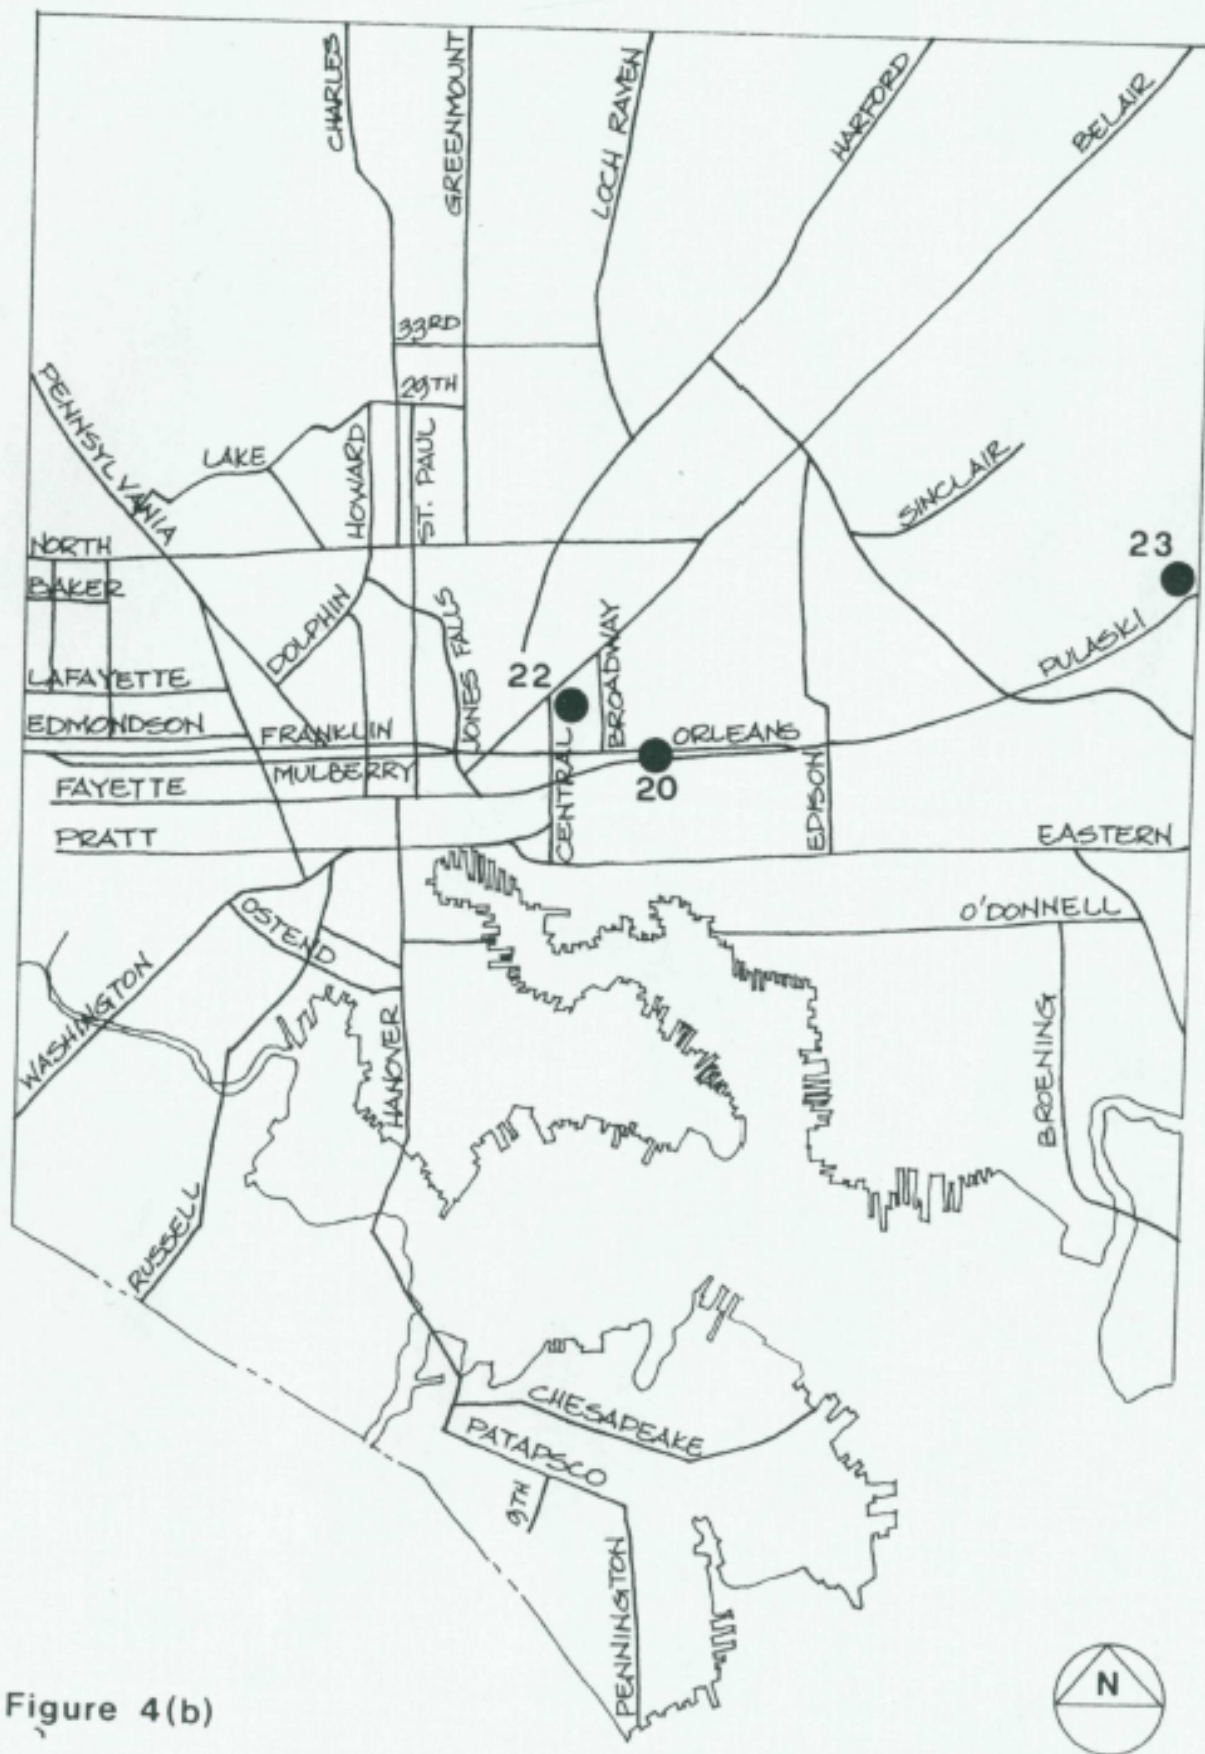 CHARLES
GREENMOUNT
LOCH RAVEN
HARFORD
BELAIR
33RD
29TH
PENNSYLVANIA
LAKE
HOWARD
ST. PAUL
SINCLAIR
NORTH
BAKER
23
DOLPHIN
JONES FALLS
BROADWAY
PULASKI
LAFAYETTE
22
EDMONDSON
FRANKLIN
ORLEANS
MULBERRY
FAYETTE
20
CENTRAL
EDISON
PRATT
EASTERN
OSTEND
O'DONNELL
WASHINGTON
HANOVER
BROENING
RUSSELL
CHESAPEAKE
PATAPSCO
9TH
PENNINGTON
N
Figure 4(b)